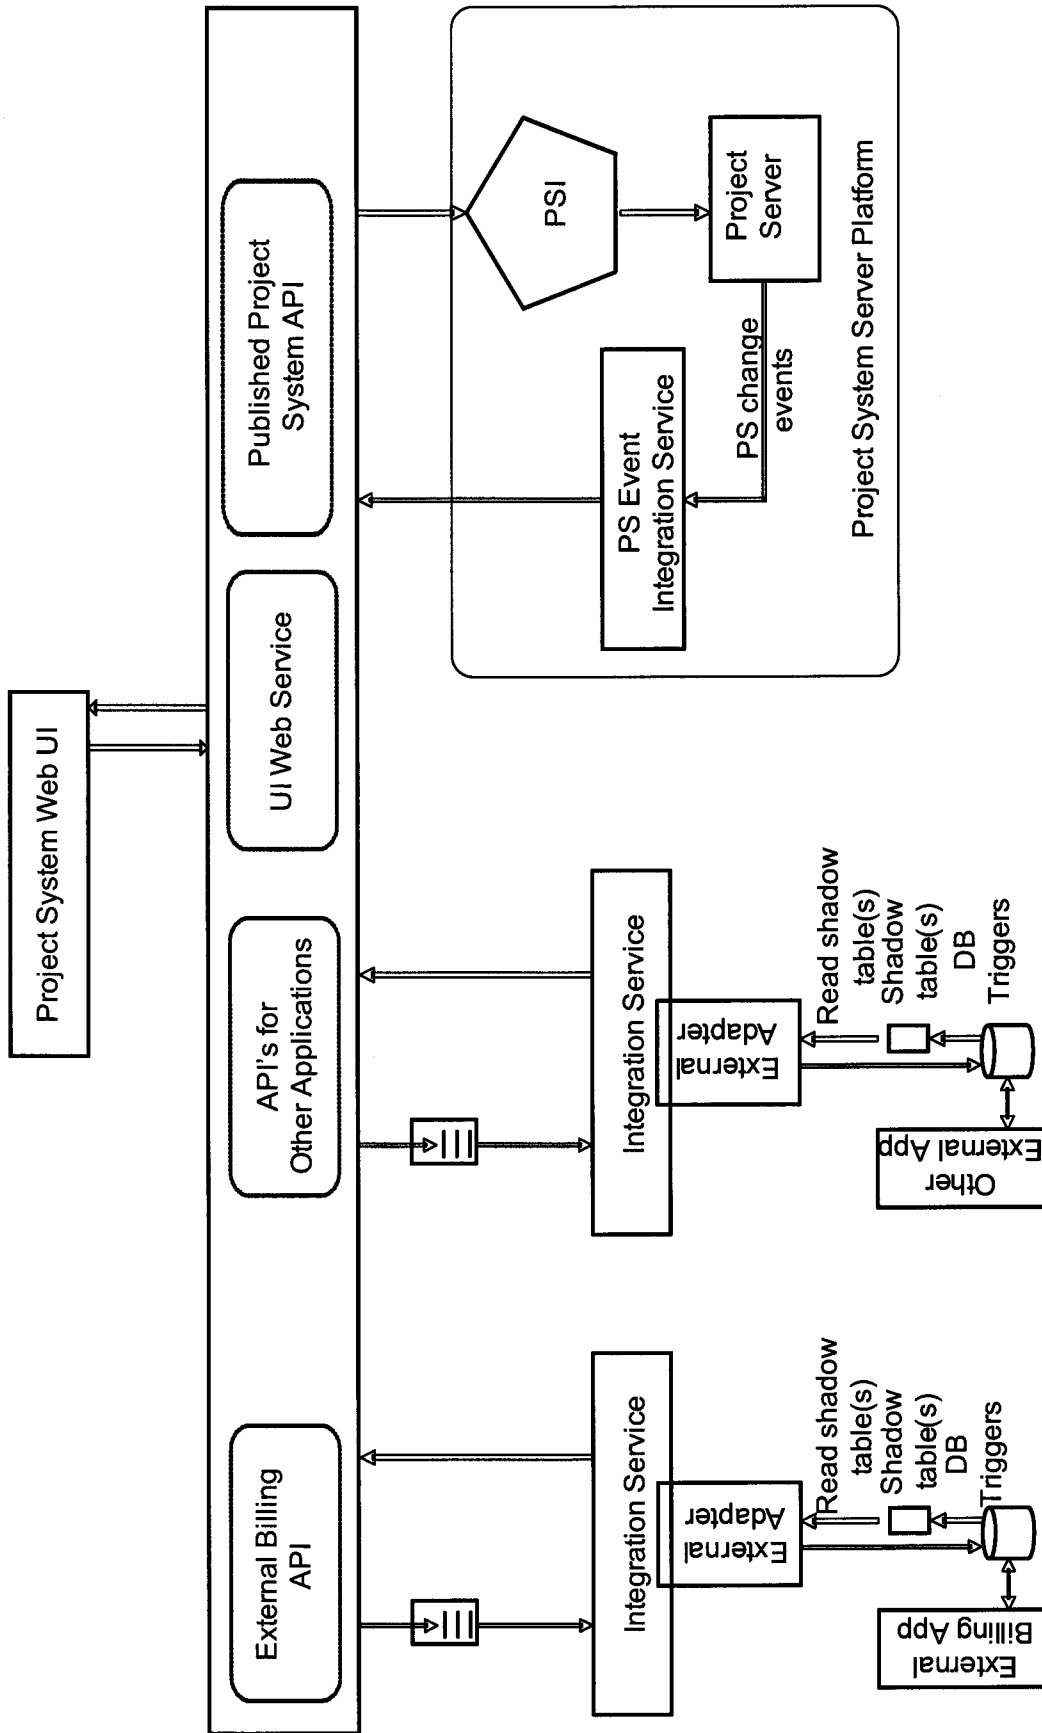 Project System Web UI
External Billing
API
API's for
Other Applications
UI Web Service
Published Project
System API
Integration Service
External
Adapter
Read shadow
table(s)
Shadow
table(s)
DB
Triggers
External
Billing App
Integration Service
External
Adapter
Read shadow
table(s)
Shadow
table(s)
DB
Triggers
Other
External App
PSI
PS Event
Integration Service
PS change
events
Project
Server
Project System Server Platform